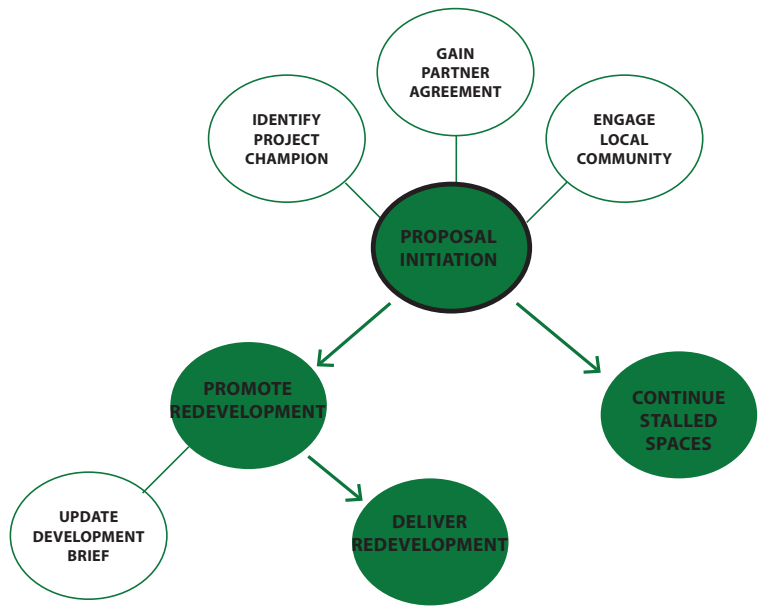 GAIN
PARTNER
AGREEMENT
IDENTIFY
PROJECT
CHAMPION
ENGAGE
LOCAL
COMMUNITY
PROPOSAL
INITIATION
PROMOTE
REDEVELOPMENT
CONTINUE
STALLED
SPACES
UPDATE
DEVELOPMENT
BRIEF
DELIVER
REDEVELOPMENT